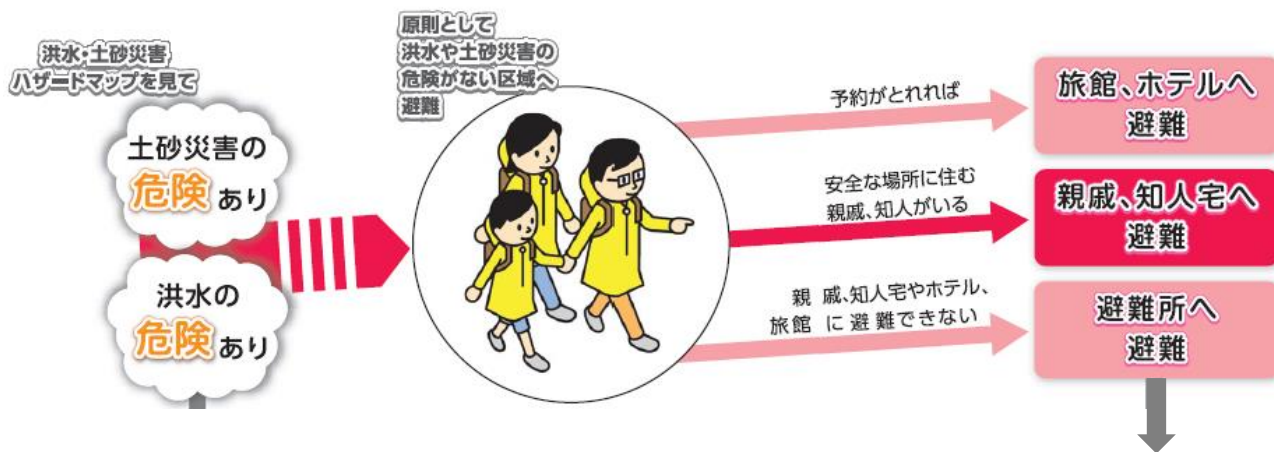 洪水・土砂災害
ハザードマップを見て
土砂災害の
危険あり
洪水の
危険あり
原則として
洪水や土砂災害の
危険がない区域へ
避難
予約がとれれば
旅館、ホテルへ
避難
安全な場所に住む
親戚、知人がいる
親戚、知人宅へ
避難
親 戚、知人宅やホテル、
旅館 に 避難できない
避難所へ
避難